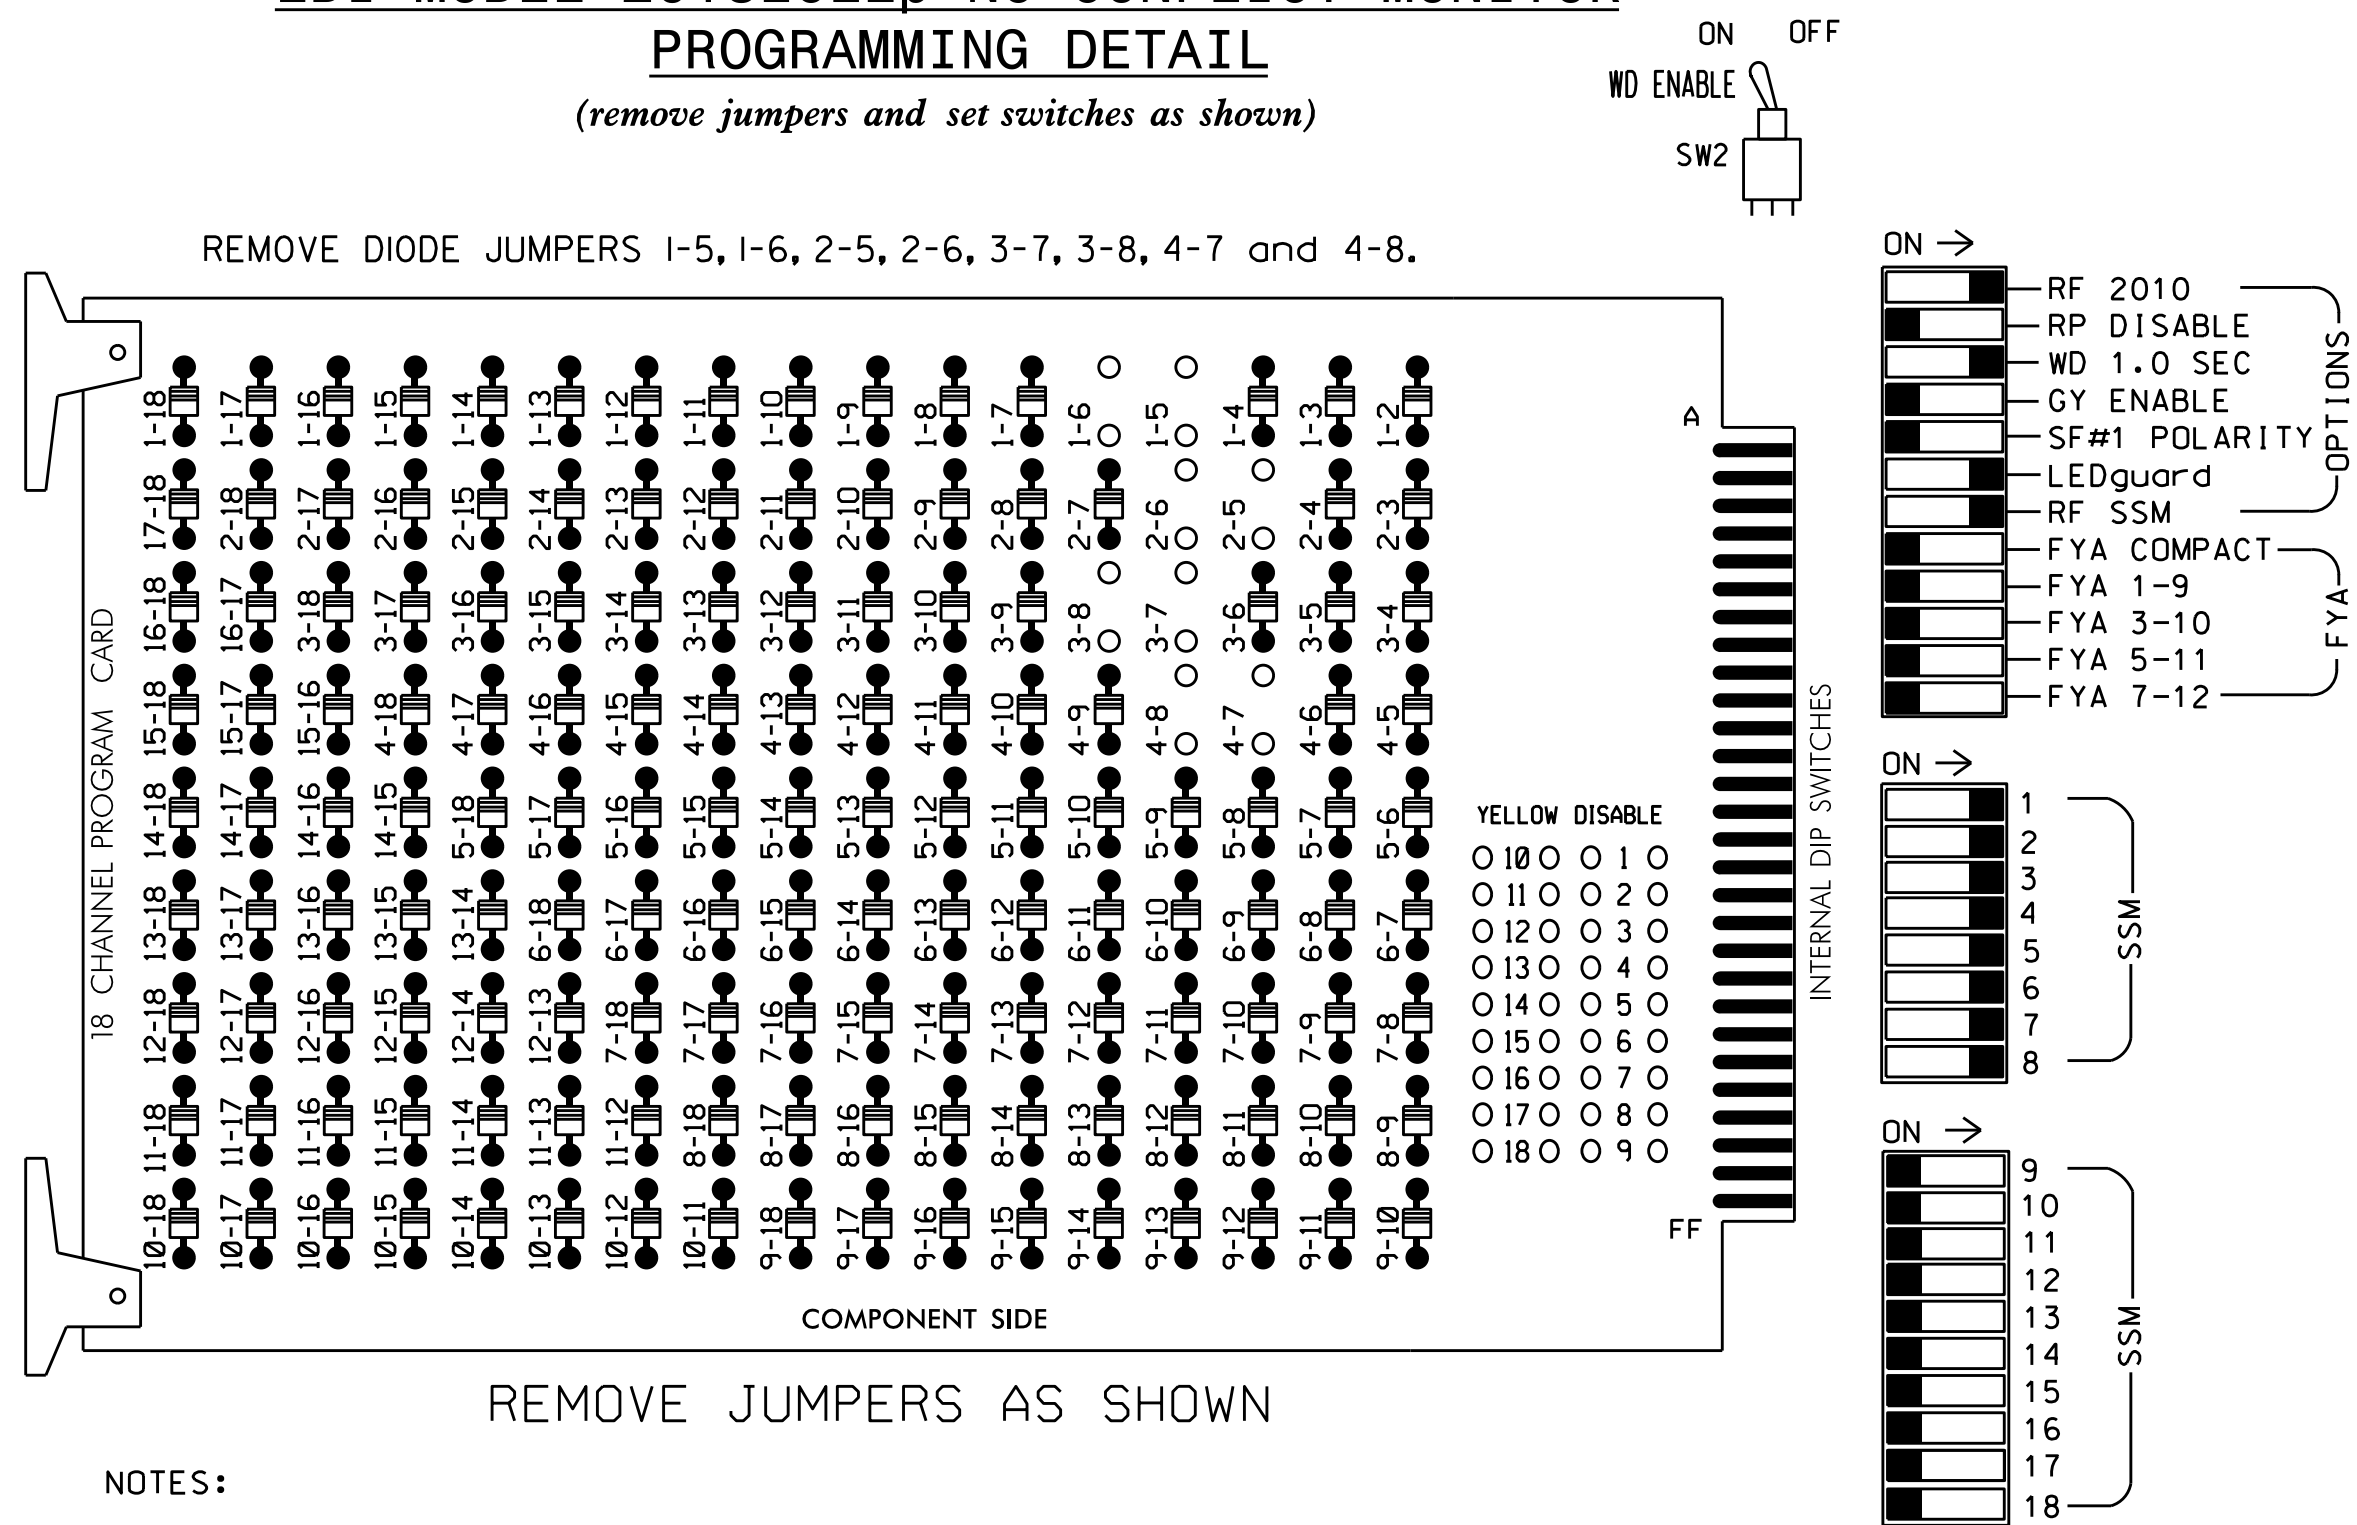 PROGRAMMING DETAIL
(remove jumpers and set switches as shown)
ON OFF
WD ENABLE
SW2
REMOVE DIODE JUMPERS 1-5, 1-6, 2-5, 2-6, 3-7, 3-8, 4-7 and 4-8.
18 CHANNEL PROGRAM CARD
1-18 1-17 1-16 1-15 1-14 1-13 1-12 1-11 1-10 1-9 1-8 1-7 1-6 1-5 1-4 1-3 1-2
17-18 2-18 2-17 2-16 2-15 2-14 2-13 2-12 2-11 2-10 2-9 2-8 2-7 2-6 2-5 2-4 2-3
16-18 16-17 3-18 3-17 3-16 3-15 3-14 3-13 3-12 3-11 3-10 3-9 3-8 3-7 3-6 3-5 3-4
15-18 15-17 15-16 4-18 4-17 4-16 4-15 4-14 4-13 4-12 4-11 4-10 4-9 4-8 4-7 4-6 4-5
14-18 14-17 14-16 14-15 5-18 5-17 5-16 5-15 5-14 5-13 5-12 5-11 5-10 5-9 5-8 5-7 5-6
13-18 13-17 13-16 13-15 13-14 6-18 6-17 6-16 6-15 6-14 6-13 6-12 6-11 6-10 6-9 6-8 6-7
12-18 12-17 12-16 12-15 12-14 12-13 7-18 7-17 7-16 7-15 7-14 7-13 7-12 7-11 7-10 7-9 7-8
11-18 11-17 11-16 11-15 11-14 11-13 11-12 8-18 8-17 8-16 8-15 8-14 8-13 8-12 8-11 8-10 8-9
10-18 10-17 10-16 10-15 10-14 10-13 10-12 10-11 9-18 9-17 9-16 9-15 9-14 9-13 9-12 9-11 9-10
A
YELLOW DISABLE
10 1
11 2
12 3
13 4
14 5
15 6
16 7
17 8
18 9
FF
COMPONENT SIDE
INTERNAL DIP SWITCHES
ON
RF 2010
RP DISABLE
WD 1.0 SEC
GY ENABLE
SF#1 POLARITY
LEDguard
RF SSM
OPTIONS
FYA COMPACT
FYA 1-9
FYA 3-10
FYA 5-11
FYA 7-12
FYA
ON
1
2
3
4
5
6
7
8
SSM
ON
9
10
11
12
13
14
15
16
17
18
SSM
REMOVE JUMPERS AS SHOWN
NOTES: